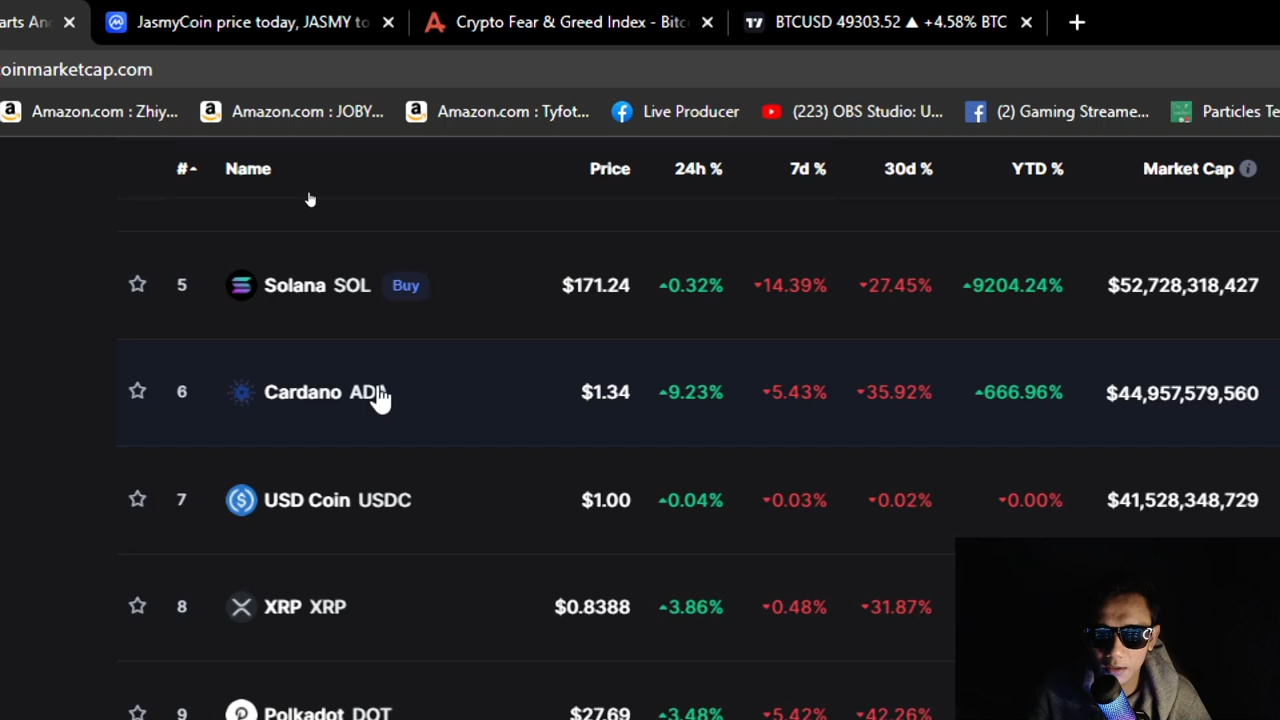 arts An
JasmyCoin price today, JASMY to
Crypto Fear & Greed Index - Bitc
BTCUSD 49303.52 ▲ +4.58% BTC
oinmarketcap.com
Amazon.com : Zhiy...
Amazon.com : JOBY...
Amazon.com : Tyfot...
Live Producer
(223) OBS Studio: U...
(2) Gaming Streame...
Particles Te
# Name Price 24h % 7d % 30d % YTD % Market Cap
5 Solana SOL Buy $171.24 0.32% 14.39% 27.45% 9204.24% $52,728,318,427
6 Cardano ADA $1.34 9.23% 5.43% 35.92% 666.96% $44,957,579,560
7 USD Coin USDC $1.00 0.04% 0.03% 0.02% 0.00% $41,528,348,729
8 XRP XRP $0.8388 3.86% 0.48% 31.87%
9 Polkadot DOT $27.69 3.48% 5.42% 42.26%